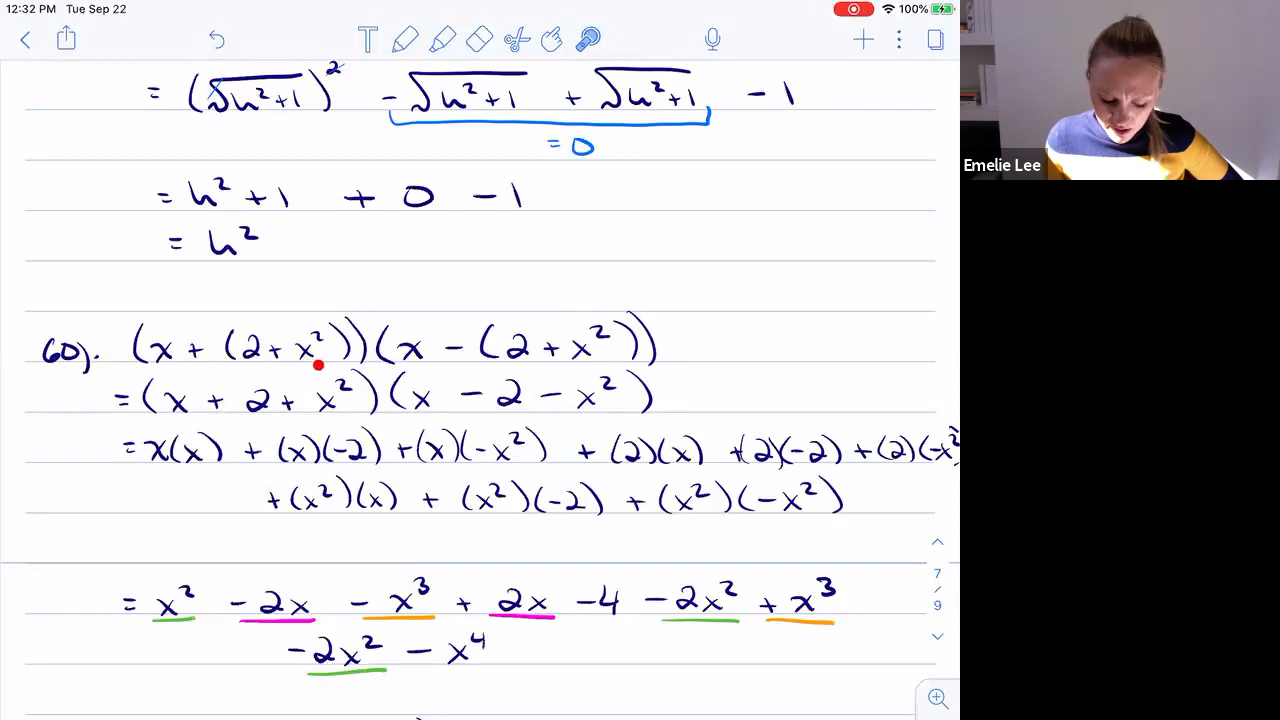 12:32 PM Tue Sep 22
100%
= (√h²+1)² - √h²+1 + √h²+1 - 1
= 0
Emelie Lee
= h² + 1 + 0 - 1
= h²
60). (x + (2 + x²))(x - (2 + x²))
= (x + 2 + x²)(x - 2 - x²)
= x(x) + (x)(-2) + (x)(-x²) + (2)(x) + (2)(-2) + (2)(-x²
+ (x²)(x) + (x²)(-2) + (x²)(-x²)
7
/
9
= x² - 2x - x³ + 2x - 4 - 2x² + x³
- 2x² - x⁴